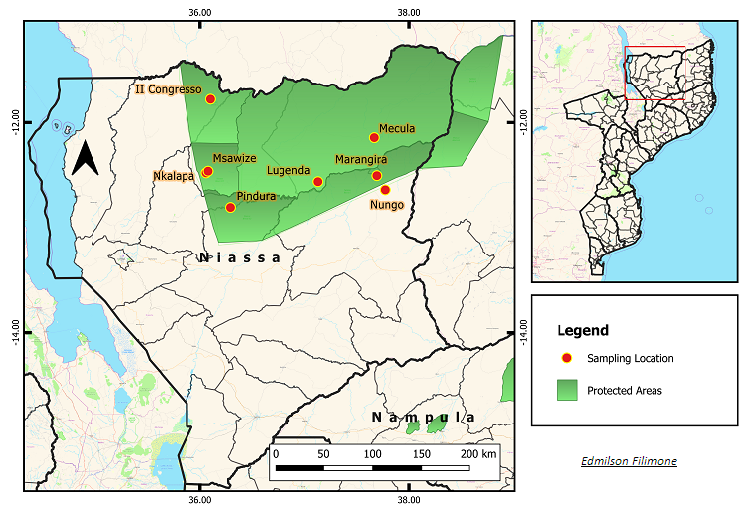 36.00 38.00
II Congresso
-12.00 -12.00
Mecula
Msawize
Marangira
Nkalapa
Lugenda
Pindura
Nungo
Niassa
-14.00 -14.00
Nampula
0 50 100 150 200 km
36.00 38.00
Legend
Sampling Location
Protected Areas
Edmilson Filimone